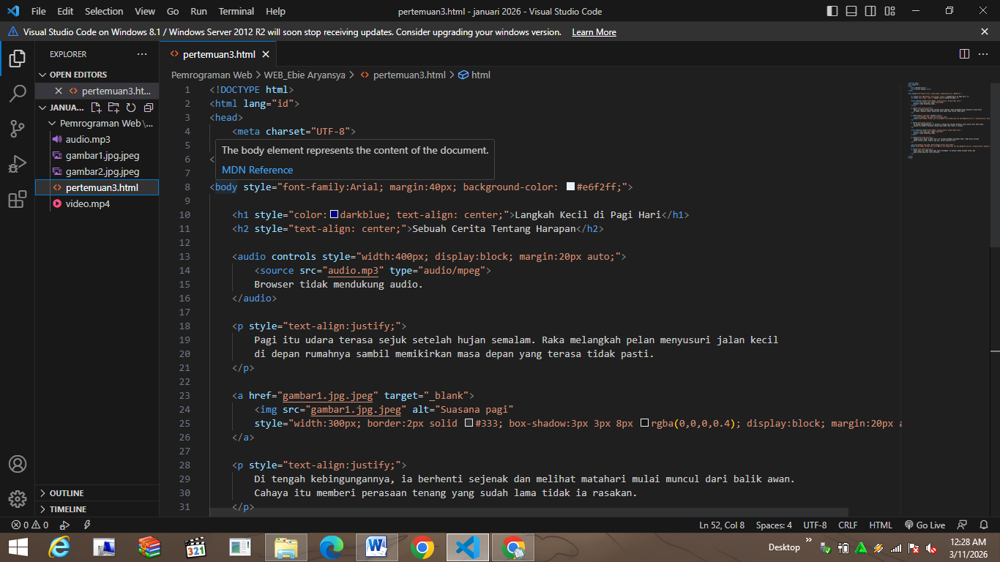 File Edit Selection View Go Run Terminal Help pertemuan3.html - januari 2026 - Visual Studio Code
Visual Studio Code on Windows 8.1 / Windows Server 2012 R2 will soon stop receiving updates. Consider upgrading your windows version. Learn More
EXPLORER
pertemuan3.html
OPEN EDITORS
pertemuan3.ht...
JANUA...
Pemrograman Web \...
audio.mp3
gambar1.jpg.jpeg
gambar2.jpg.jpeg
pertemuan3.html
video.mp4
OUTLINE
TIMELINE
Pemrograman Web > WEB_Ebie Aryansya > pertemuan3.html > html
1 <!DOCTYPE html>
2 <html lang="id">
3 <head>
4 <meta charset="UTF-8">
5
6 <
7
The body element represents the content of the document.
MDN Reference
8 <body style="font-family:Arial; margin:40px; background-color: #e6f2ff;">
9
10 <h1 style="color:darkblue; text-align: center;">Langkah Kecil di Pagi Hari</h1>
11 <h2 style="text-align: center;">Sebuah Cerita Tentang Harapan</h2>
12
13 <audio controls style="width:400px; display:block; margin:20px auto;">
14 <source src="audio.mp3" type="audio/mpeg">
15 Browser tidak mendukung audio.
16 </audio>
17
18 <p style="text-align:justify;">
19 Pagi itu udara terasa sejuk setelah hujan semalam. Raka melangkah pelan menyusuri jalan kecil
20 di depan rumahnya sambil memikirkan masa depan yang terasa tidak pasti.
21 </p>
22
23 <a href="gambar1.jpg.jpeg" target="_blank">
24 <img src="gambar1.jpg.jpeg" alt="Suasana pagi"
25 style="width:300px; border:2px solid #333; box-shadow:3px 3px 8px rgba(0,0,0,0.4); display:block; margin:20px a
26 </a>
27
28 <p style="text-align:justify;">
29 Di tengah kebingungannya, ia berhenti sejenak dan melihat matahari mulai muncul dari balik awan.
30 Cahaya itu memberi perasaan tenang yang sudah lama tidak ia rasakan.
31 </p>
0 0 Ln 52, Col 8 Spaces: 4 UTF-8 CRLF HTML Go Live
321 Desktop 12:28 AM
3/11/2026